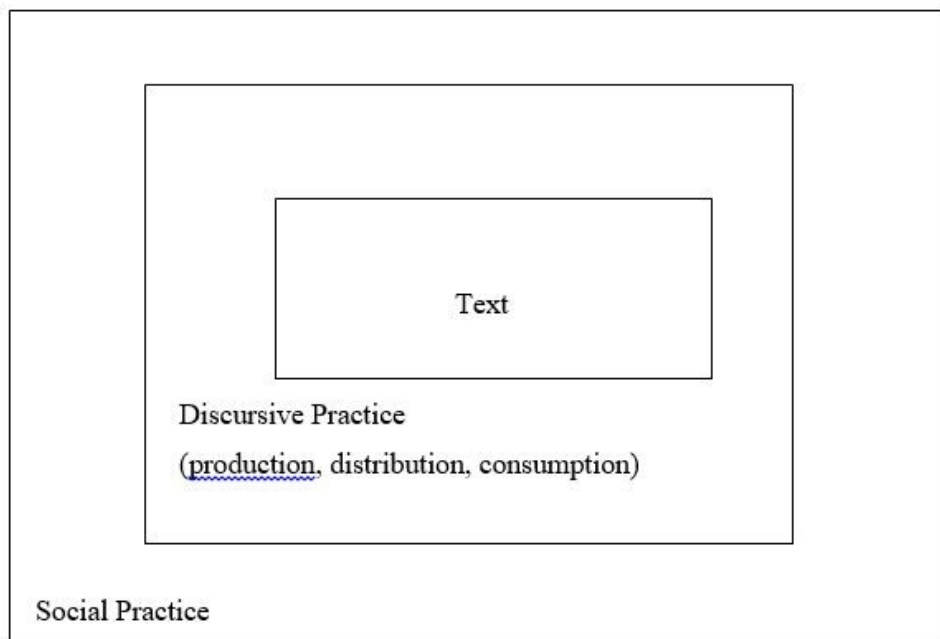 Text
Discursive Practice
(production, distribution, consumption)
Social Practice